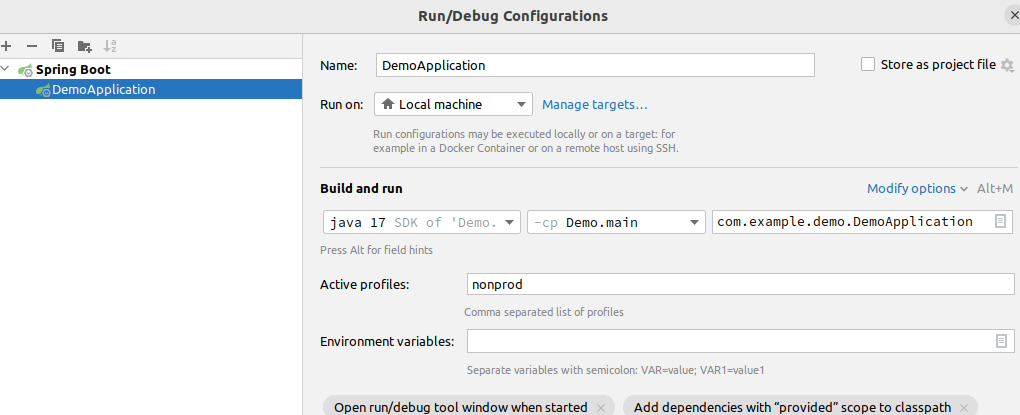 Run/Debug Configurations
Spring Boot
DemoApplication
Name: DemoApplication Store as project file
Run on: Local machine Manage targets...
Run configurations may be executed locally or on a target: for
example in a Docker Container or on a remote host using SSH.
Build and run Modify options Alt+M
java 17 SDK of 'Demo. -cp Demo.main com.example.demo.DemoApplication
Press Alt for field hints
Active profiles: nonprod
Comma separated list of profiles
Environment variables:
Separate variables with semicolon: VAR=value; VAR1=value1
Open run/debug tool window when started × Add dependencies with “provided” scope to classpath ×